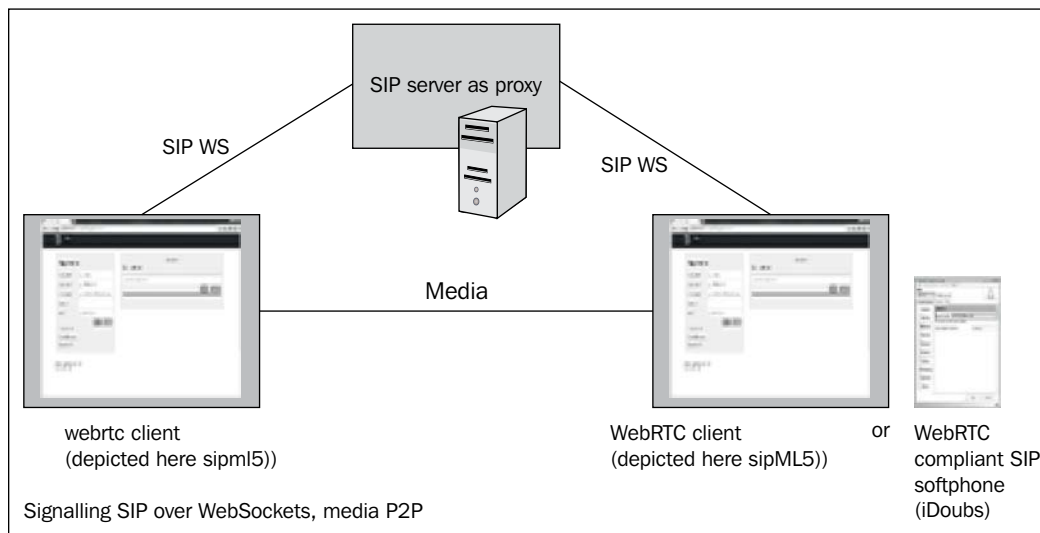 SIP server as proxy
SIP WS
SIP WS
Media
webrtc client
(depicted here sipml5))
WebRTC client
(depicted here sipML5))
or
WebRTC
compliant SIP
softphone
(iDoubs)
Signalling SIP over WebSockets, media P2P